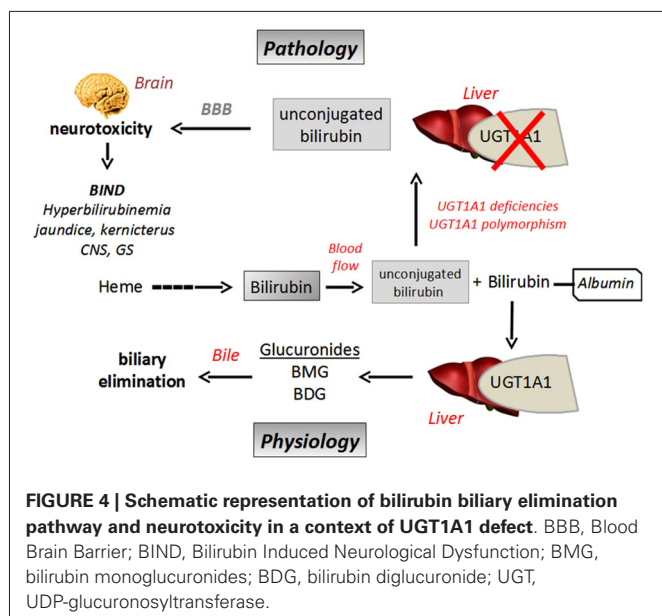 Pathology
Brain
Liver
BBB
unconjugated
bilirubin
UGT1A1
neurotoxicity
BIND
Hyperbilirubinemia
jaundice, kernicterus
CNS, GS
UGT1A1 deficiencies
UGT1A1 polymorphism
Blood
flow
Heme
Bilirubin
unconjugated
bilirubin
+ Bilirubin
Albumin
biliary
elimination
Bile
Glucuronides
BMG
BDG
UGT1A1
Liver
Physiology
FIGURE 4 | Schematic representation of bilirubin biliary elimination
pathway and neurotoxicity in a context of UGT1A1 defect. BBB, Blood
Brain Barrier; BIND, Bilirubin Induced Neurological Dysfunction; BMG,
bilirubin monoglucuronides; BDG, bilirubin diglucuronide; UGT,
UDP-glucuronosyltransferase.